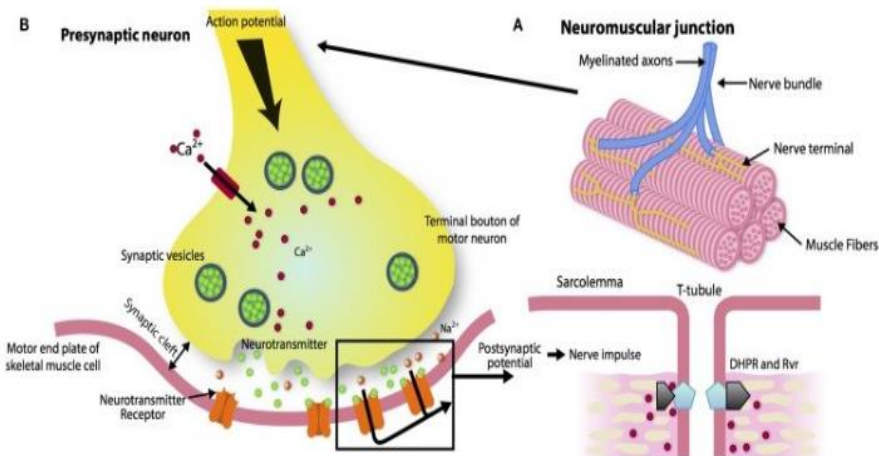 B
Presynaptic neuron
Action potential
Ca2+
Synaptic vesicles
Ca2+
Terminal bouton of
motor neuron
Synaptic cleft
Neurotransmitter
Na2+
Motor end plate of
skeletal muscle cell
Neurotransmitter
Receptor
Postsynaptic
potential
A
Neuromuscular junction
Myelinated axons
Nerve bundle
Nerve terminal
Muscle Fibers
Sarcolemma
T-tubule
Nerve impulse
DHPR and Rvr